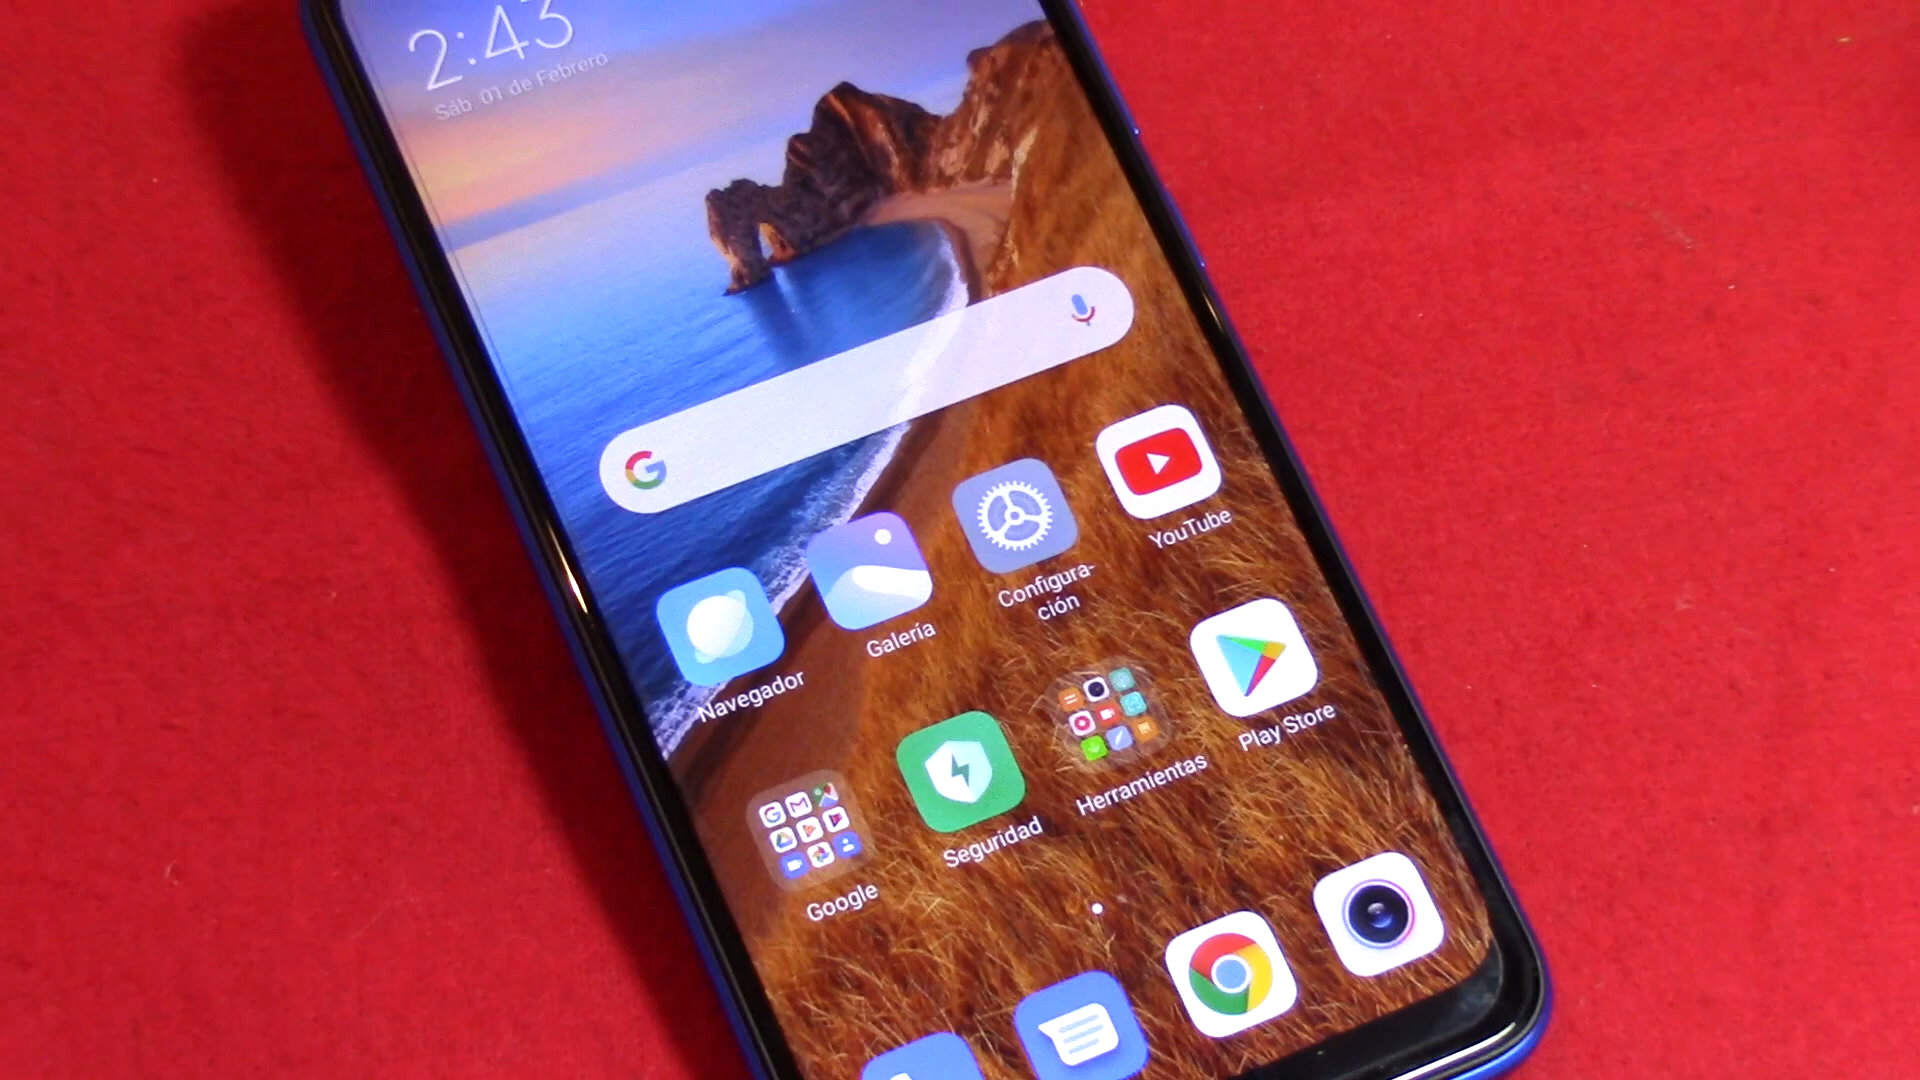 2:43
Sáb. 01 de Febrero
Navegador
Galería
Configura-
ción
YouTube
Google
Seguridad
Herramientas
Play Store